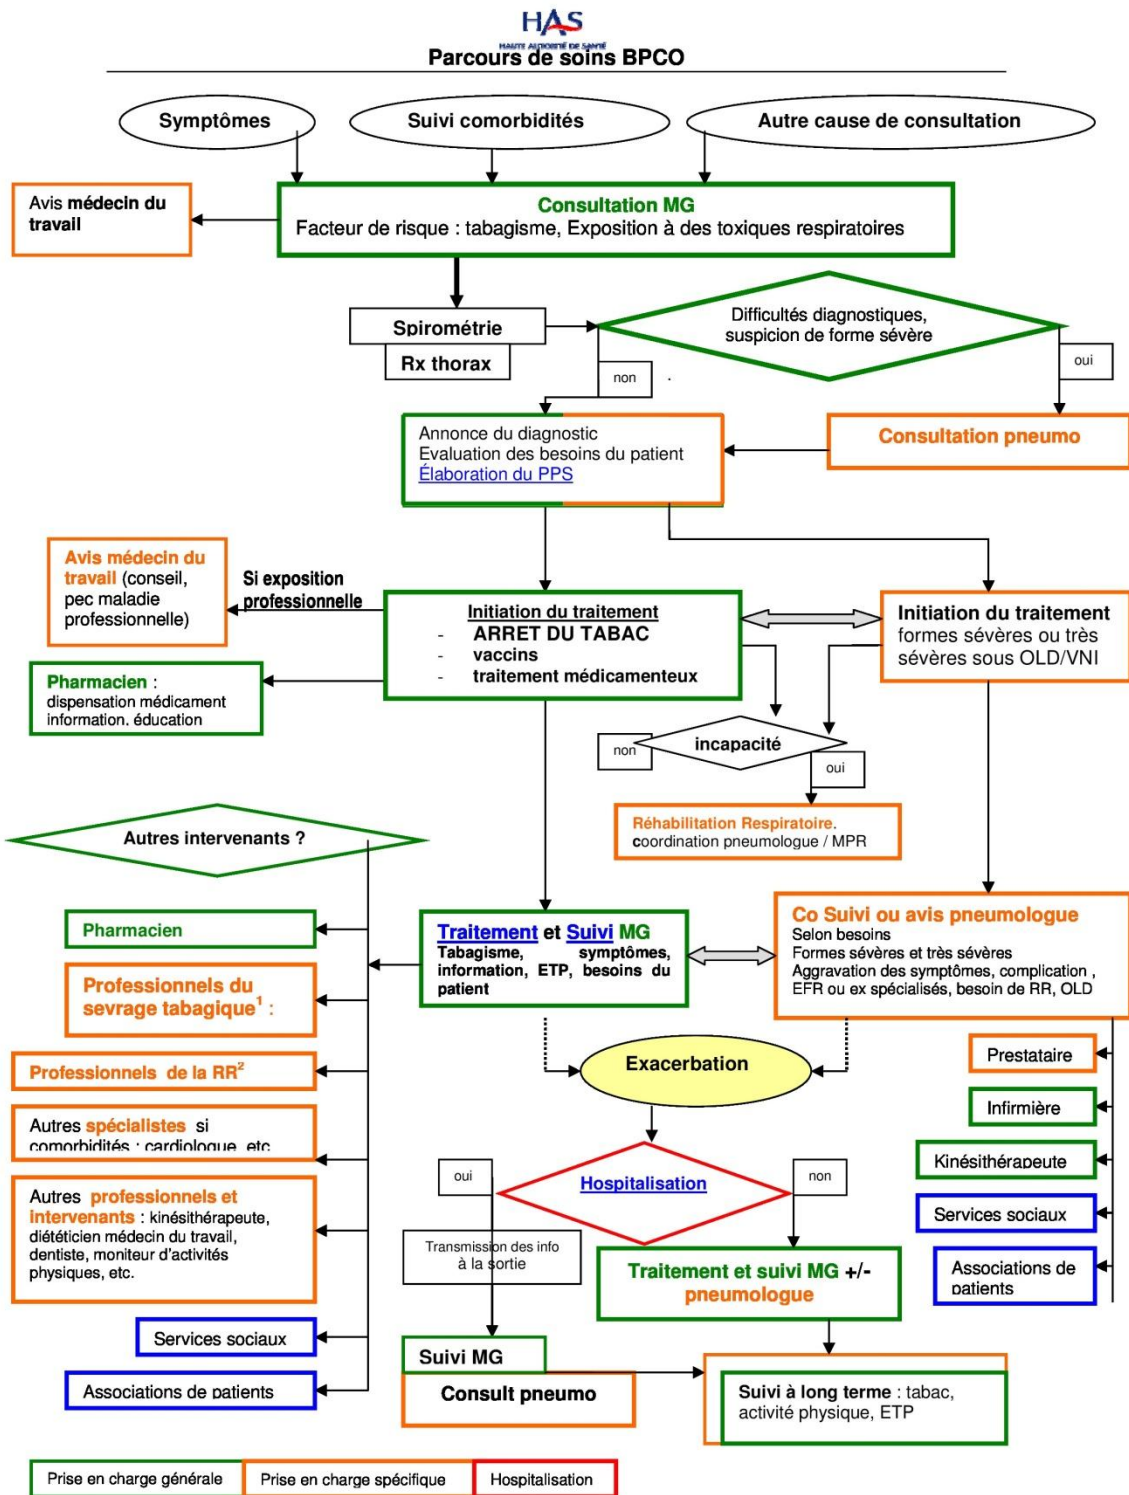 HAS
HAUTE AUTORITÉ DE SANTÉ
Parcours de soins BPCO
Symptômes
Suivi comorbidités
Autre cause de consultation
Avis médecin du
travail
Consultation MG
Facteur de risque : tabagisme, Exposition à des toxiques respiratoires
Spirométrie
Rx thorax
Difficultés diagnostiques,
suspicion de forme sévère
non
.
oui
Annonce du diagnostic
Evaluation des besoins du patient
Élaboration du PPS
Consultation pneumo
Avis médecin du
travail (conseil,
pec maladie
professionnelle)
Si exposition
professionnelle
Initiation du traitement
- ARRET DU TABAC
- vaccins
- traitement médicamenteux
Initiation du traitement
formes sévères ou très
sévères sous OLD/VNI
Pharmacien :
dispensation médicament
information. éducation
non
incapacité
oui
Réhabilitation Respiratoire.
coordination pneumologue / MPR
Autres intervenants ?
Pharmacien
Professionnels du
sevrage tabagique¹ :
Professionnels de la RR²
Autres spécialistes si
comorbidités : cardiologue, etc
Autres professionnels et
intervenants : kinésithérapeute,
diététicien médecin du travail,
dentiste, moniteur d'activités
physiques, etc.
Services sociaux
Associations de patients
Traitement et Suivi MG
Tabagisme, symptômes,
information, ETP, besoins du
patient
Co Suivi ou avis pneumologue
Selon besoins
Formes sévères et très sévères
Aggravation des symptômes, complication ,
EFR ou ex spécialisés, besoin de RR, OLD
Prestataire
Infirmière
Kinésithérapeute
Services sociaux
Associations de
patients
Exacerbation
oui
Hospitalisation
non
Transmission des info
à la sortie
Traitement et suivi MG +/-
pneumologue
Suivi MG
Consult pneumo
Suivi à long terme : tabac,
activité physique, ETP
Prise en charge générale
Prise en charge spécifique
Hospitalisation